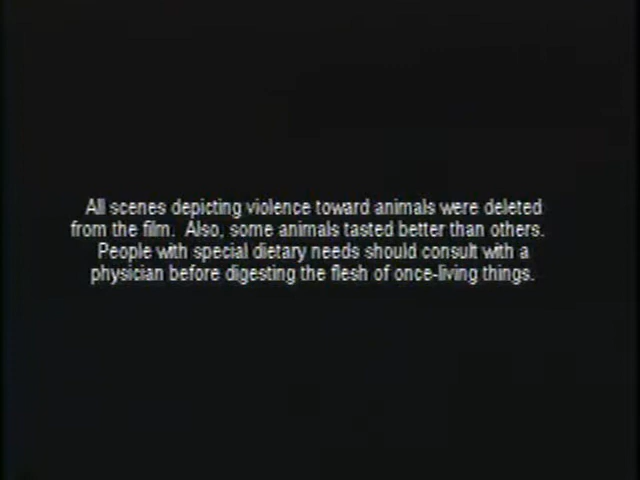 All scenes depicting violence toward animals were deleted
from the film.  Also, some animals tasted better than others.
People with special dietary needs should consult with a
physician before digesting the flesh of once-living things.